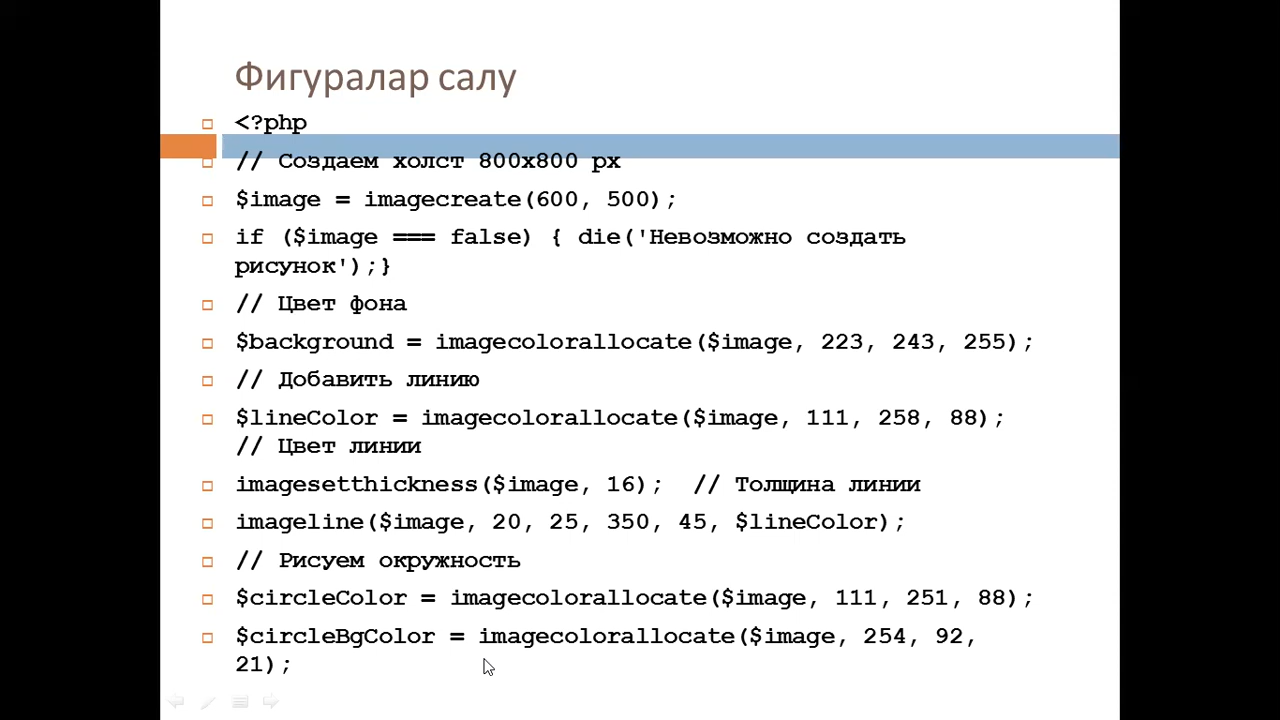 Фигуралар салу
<?php
// Создаем холст 800x800 px
$image = imagecreate(600, 500);
if ($image === false) { die('Невозможно создать
рисунок');}
// Цвет фона
$background = imagecolorallocate($image, 223, 243, 255);
// Добавить линию
$lineColor = imagecolorallocate($image, 111, 258, 88);
// Цвет линии
imagesetthickness($image, 16);  // Толщина линии
imageline($image, 20, 25, 350, 45, $lineColor);
// Рисуем окружность
$circleColor = imagecolorallocate($image, 111, 251, 88);
$circleBgColor = imagecolorallocate($image, 254, 92,
21);